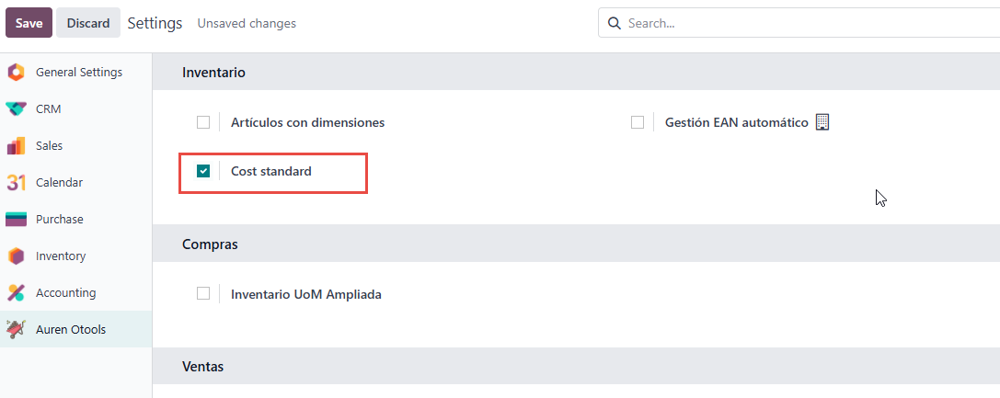 Save Discard Settings Unsaved changes Search...
General Settings
CRM
Sales
31 Calendar
Purchase
Inventory
Accounting
Auren Otools
Inventario
Artículos con dimensiones
Gestión EAN automático
Cost standard
Compras
Inventario UoM Ampliada
Ventas